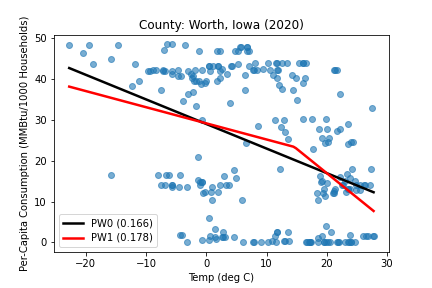 County: Worth, Iowa (2020)
Per-Capita Consumption (MMBtu/1000 Households)
50
40
30
20
10
0
PW0 (0.166)
PW1 (0.178)
−20
−10
0
10
20
30
Temp (deg C)